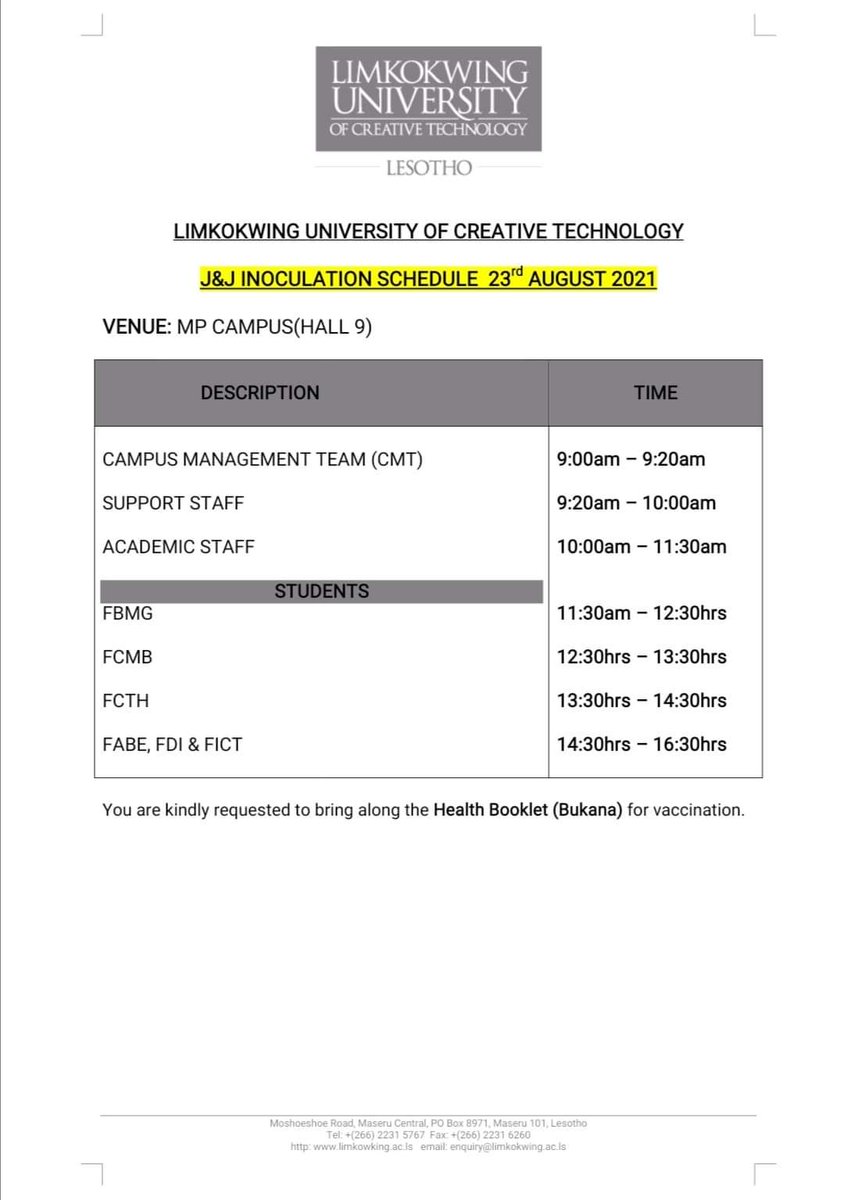 LIMKOKWING
UNIVERSITY
OF CREATIVE TECHNOLOGY
LESOTHO
LIMKOKWING UNIVERSITY OF CREATIVE TECHNOLOGY
J&J INOCULATION SCHEDULE 23rd AUGUST 2021
VENUE: MP CAMPUS(HALL 9)
DESCRIPTION TIME
CAMPUS MANAGEMENT TEAM (CMT) 9:00am – 9:20am
SUPPORT STAFF 9:20am – 10:00am
ACADEMIC STAFF 10:00am – 11:30am
STUDENTS
FBMG 11:30am – 12:30hrs
FCMB 12:30hrs – 13:30hrs
FCTH 13:30hrs – 14:30hrs
FABE, FDI & FICT 14:30hrs – 16:30hrs
You are kindly requested to bring along the Health Booklet (Bukana) for vaccination.
Moshoeshoe Road, Maseru Central, PO Box 8971, Maseru 101, Lesotho
Tel: +(266) 2231 5767 Fax: +(266) 2231 6260
http: www.limkowking.ac.ls email: enquiry@limkokwing.ac.ls